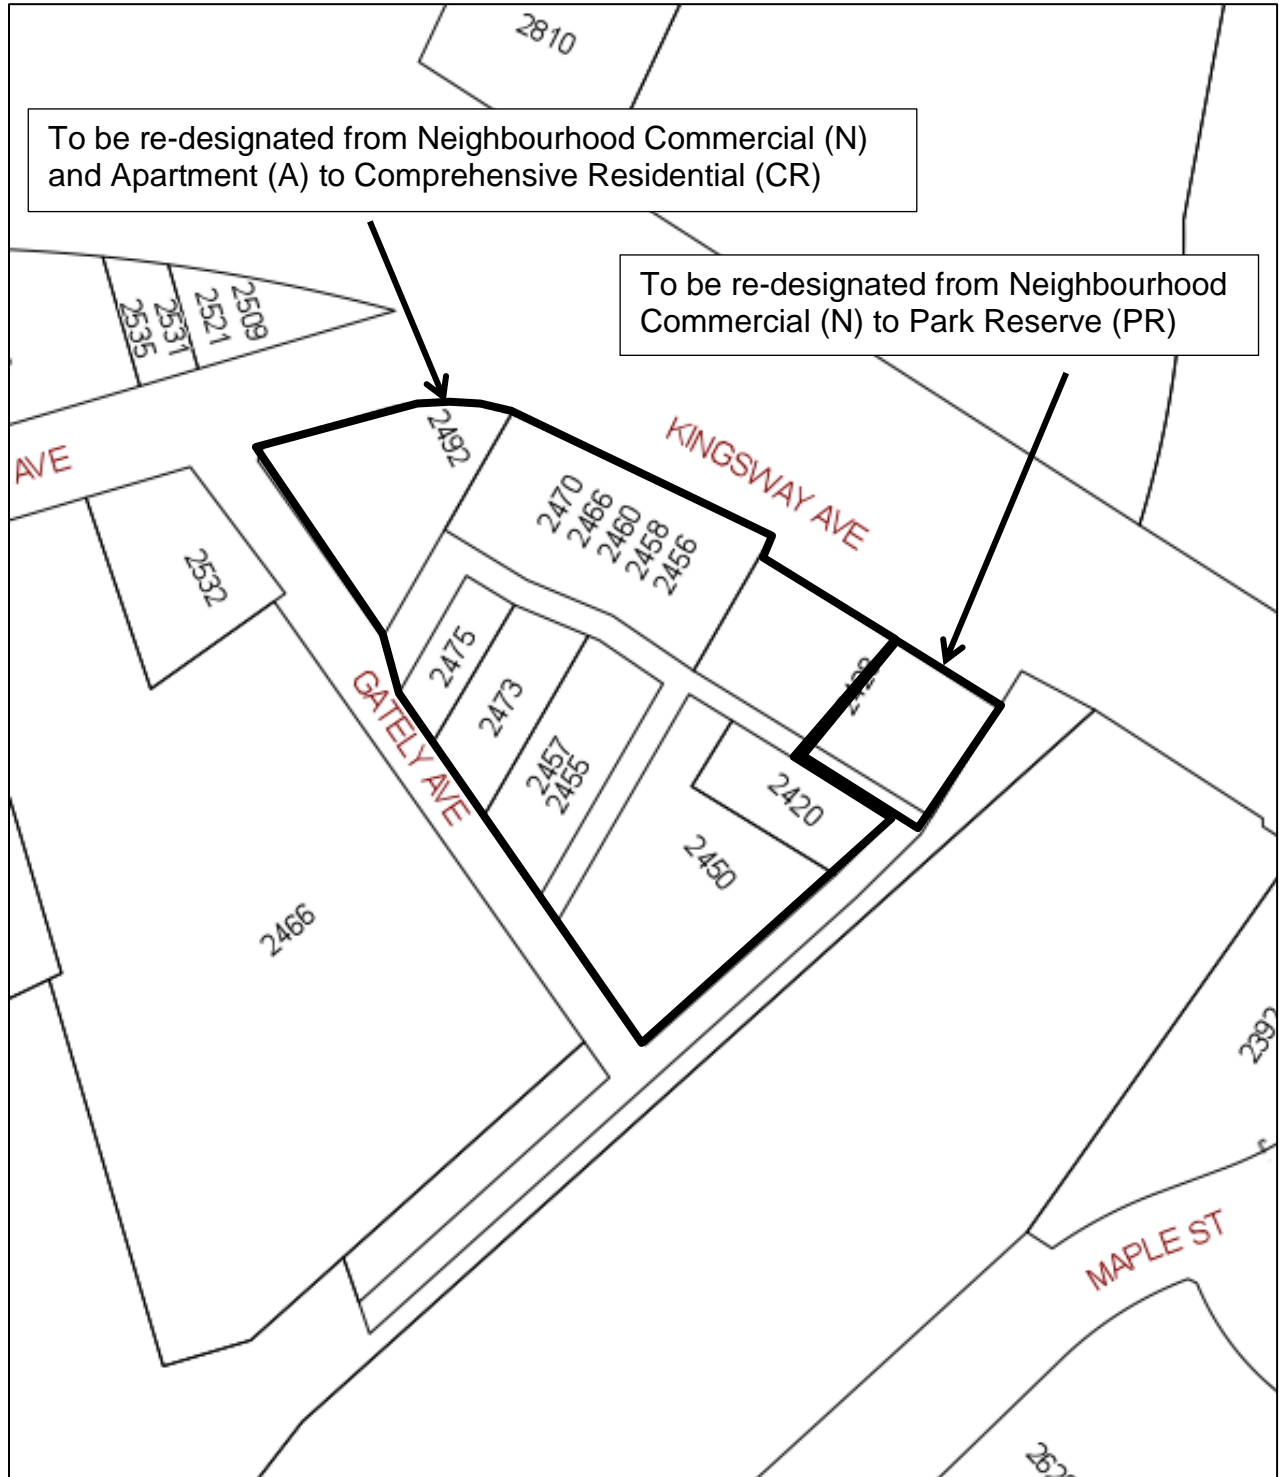 2810
To be re-designated from Neighbourhood Commercial (N)
and Apartment (A) to Comprehensive Residential (CR)
To be re-designated from Neighbourhood
Commercial (N) to Park Reserve (PR)
2509
2521
2531
2535
AVE
2492
KINGSWAY AVE
2470
2466
2460
2458
2456
2532
2475
2473
2457
2455
GATELY AVE
2420
2450
2466
2392
MAPLE ST